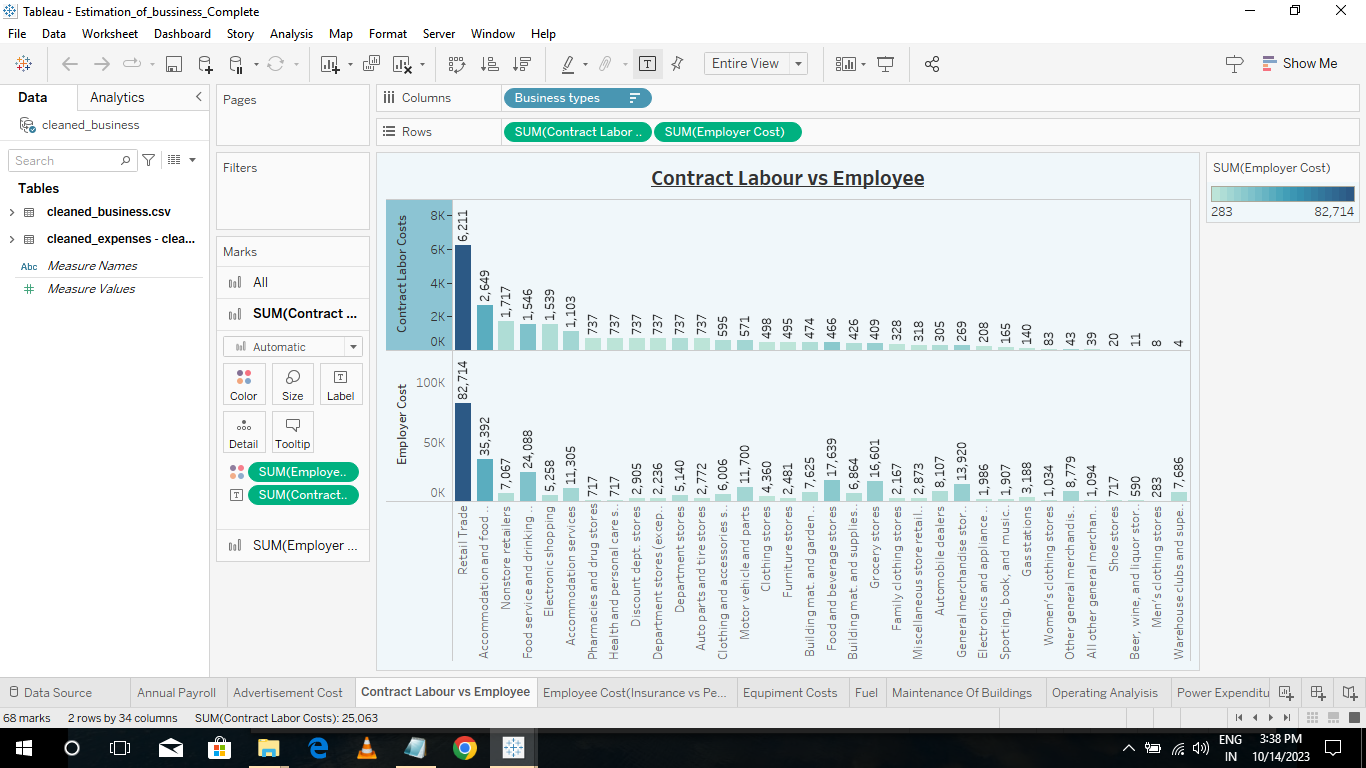 Tableau - Estimation_of_bussiness_Complete
File Data Worksheet Dashboard Story Analysis Map Format Server Window Help
Entire View
Show Me
Data Analytics
cleaned_business
Search
Tables
cleaned_business.csv
cleaned_expenses - clea...
Abc Measure Names
# Measure Values
Pages
Filters
Marks
All
SUM(Contract ...
Automatic
Color Size Label
Detail Tooltip
SUM(Employe..
SUM(Contract..
SUM(Employer ...
Columns Business types
Rows SUM(Contract Labor .. SUM(Employer Cost)
Contract Labour vs Employee
Contract Labor Costs
8K
6K
4K
2K
0K
6,211 2,649 1,717 1,546 1,539 1,103 737 737 737 737 737 737 595 571 498 495 474 466 426 409 328 318 305 269 208 165 140 83 43 39 20 11 8 4
Employer Cost
100K
50K
0K
82,714 35,392 7,067 24,088 5,258 11,305 717 717 2,905 2,236 5,140 2,772 6,006 11,700 4,360 2,481 7,625 17,639 6,864 16,601 2,167 2,873 8,107 13,920 1,986 1,907 3,188 1,034 8,779 1,094 717 590 283 7,686
Retail Trade
Accommodation and food ..
Nonstore retailers
Food service and drinking ..
Electronic shopping
Accommodation services
Pharmacies and drug stores
Health and personal care s..
Discount dept. stores
Department stores (excep..
Department stores
Auto parts and tire stores
Clothing and accessories s..
Motor vehicle and parts
Clothing stores
Furniture stores
Building mat. and garden ..
Food and beverage stores
Building mat. and supplies..
Grocery stores
Family clothing stores
Miscellaneous store retail..
Automobile dealers
General merchandise stor..
Electronics and appliance ..
Sporting, book, and music..
Gas stations
Women's clothing stores
Other general merchandis..
All other general merchan..
Shoe stores
Beer, wine, and liquor stor..
Men's clothing stores
Warehouse clubs and supe..
SUM(Employer Cost)
283 82,714
Data Source Annual Payroll Advertisement Cost Contract Labour vs Employee Employee Cost(Insurance vs Pe... Equpiment Costs Fuel Maintenance Of Buildings Operating Analyisis Power Expenditu
68 marks 2 rows by 34 columns SUM(Contract Labor Costs): 25,063
ENG
IN
3:38 PM
10/14/2023